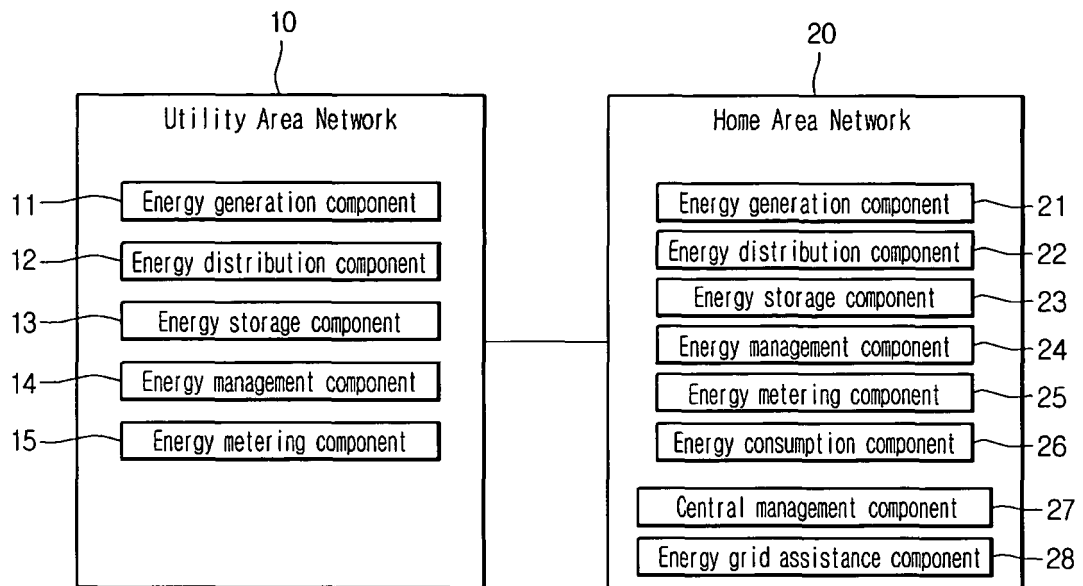 10
Utility Area Network
11
Energy generation component
12
Energy distribution component
13
Energy storage component
14
Energy management component
15
Energy metering component
20
Home Area Network
Energy generation component
21
Energy distribution component
22
Energy storage component
23
Energy management component
24
Energy metering component
25
Energy consumption component
26
Central management component
27
Energy grid assistance component
28